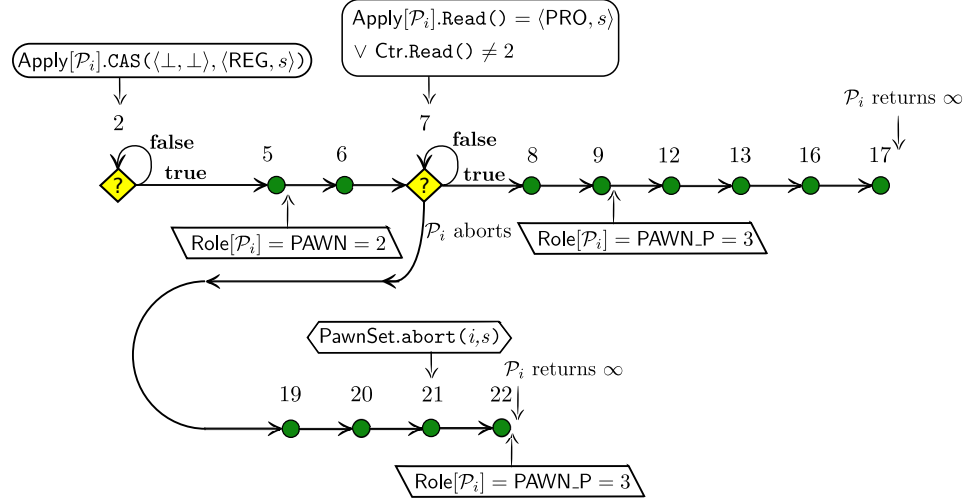 Apply[𝒫ᵢ].Read() = ⟨PRO, s⟩
∨ Ctr.Read() ≠ 2
Apply[𝒫ᵢ].CAS(⟨⊥, ⊥⟩, ⟨REG, s⟩)
𝒫ᵢ returns ∞
2
7
false
false
5
6
8
9
12
13
16
17
?
true
?
true
Role[𝒫ᵢ] = PAWN = 2
𝒫ᵢ aborts
Role[𝒫ᵢ] = PAWN_P = 3
PawnSet.abort(i,s)
𝒫ᵢ returns ∞
19
20
21
22
Role[𝒫ᵢ] = PAWN_P = 3